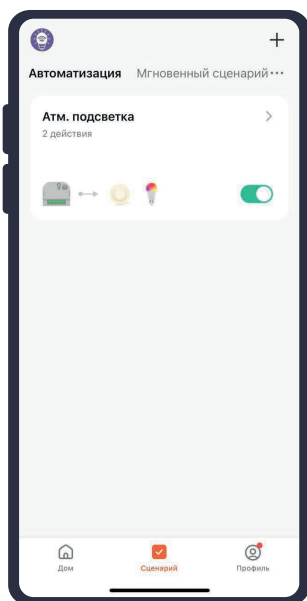 Автоматизация Мгновенный сценарий
Атм. подсветка
2 действия
Дом Сценарий Профиль